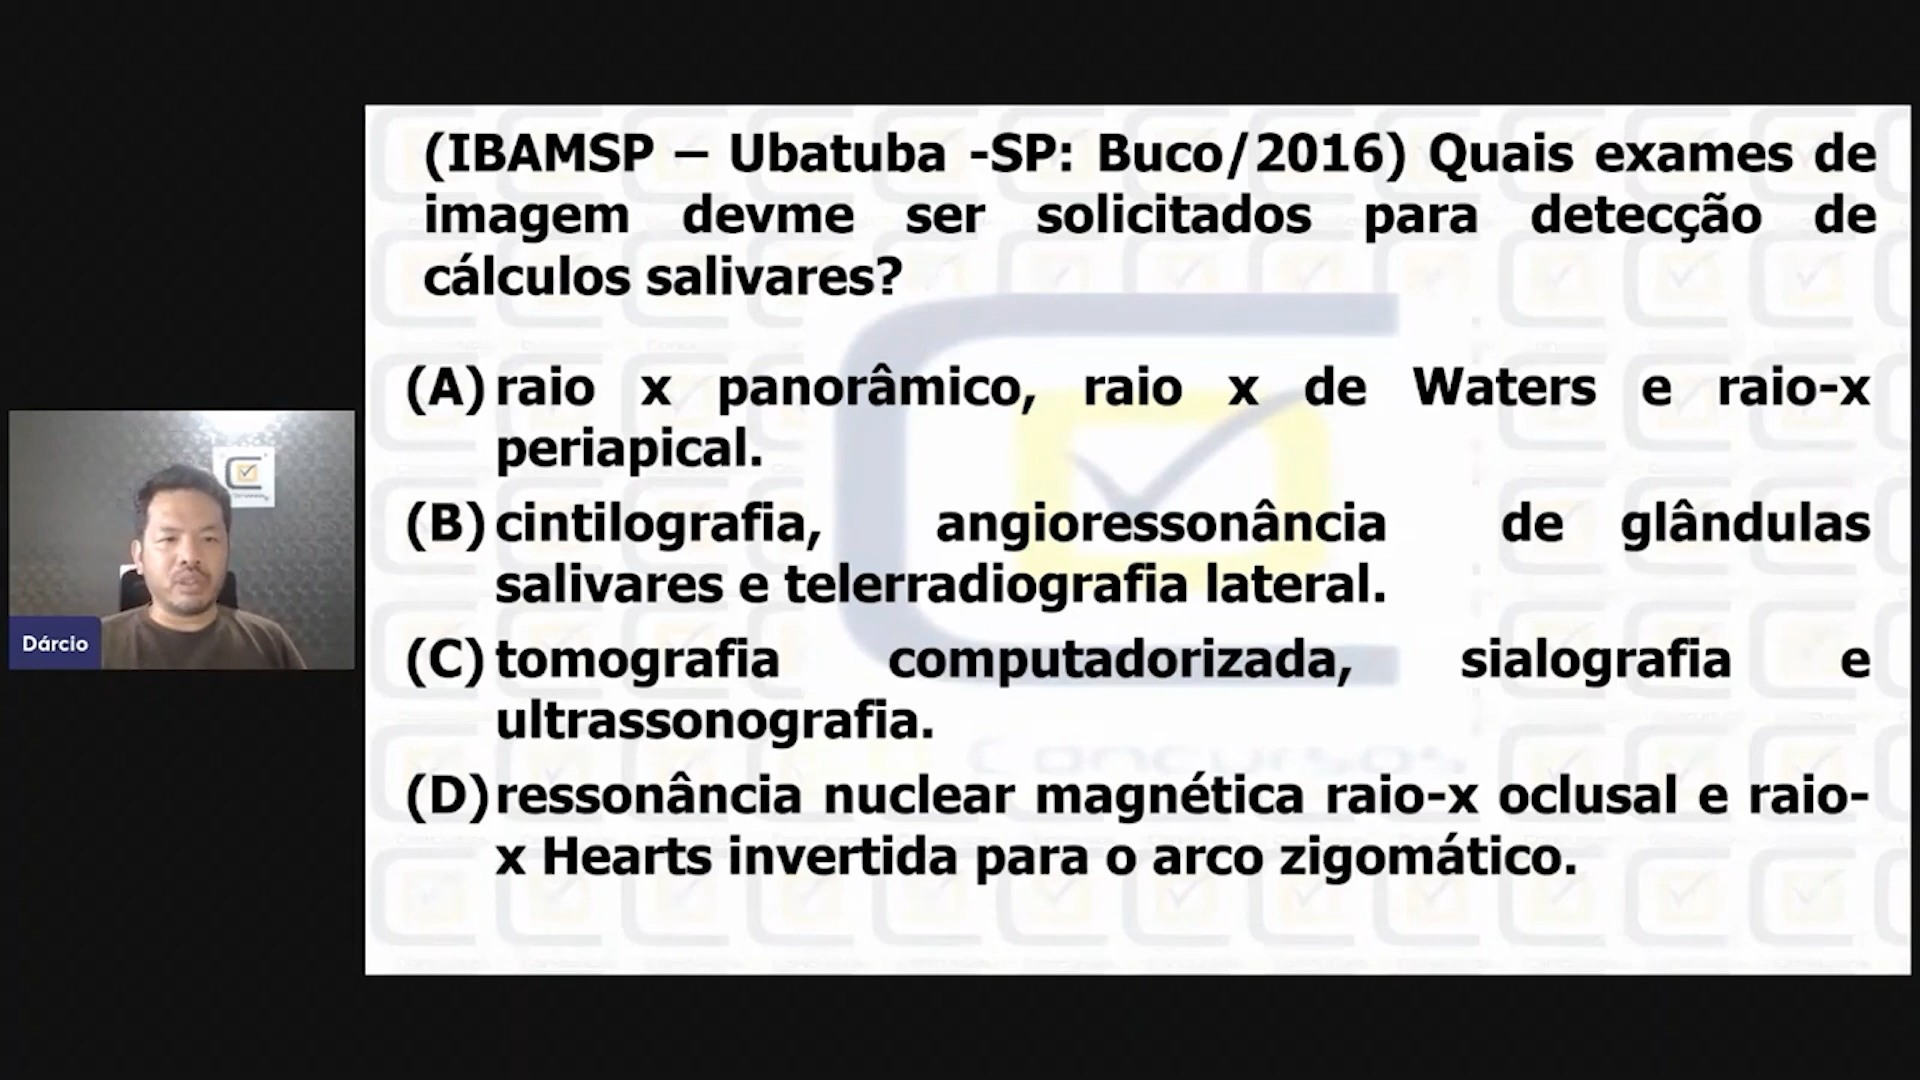 (IBAMSP – Ubatuba -SP: Buco/2016) Quais exames de
imagem devme ser solicitados para detecção de
cálculos salivares?
(A) raio x panorâmico, raio x de Waters e raio-x
periapical.
(B) cintilografia, angioressonância de glândulas
salivares e telerradiografia lateral.
(C) tomografia computadorizada, sialografia e
ultrassonografia.
(D) ressonância nuclear magnética raio-x oclusal e raio-
x Hearts invertida para o arco zigomático.
Dárcio
Concursos